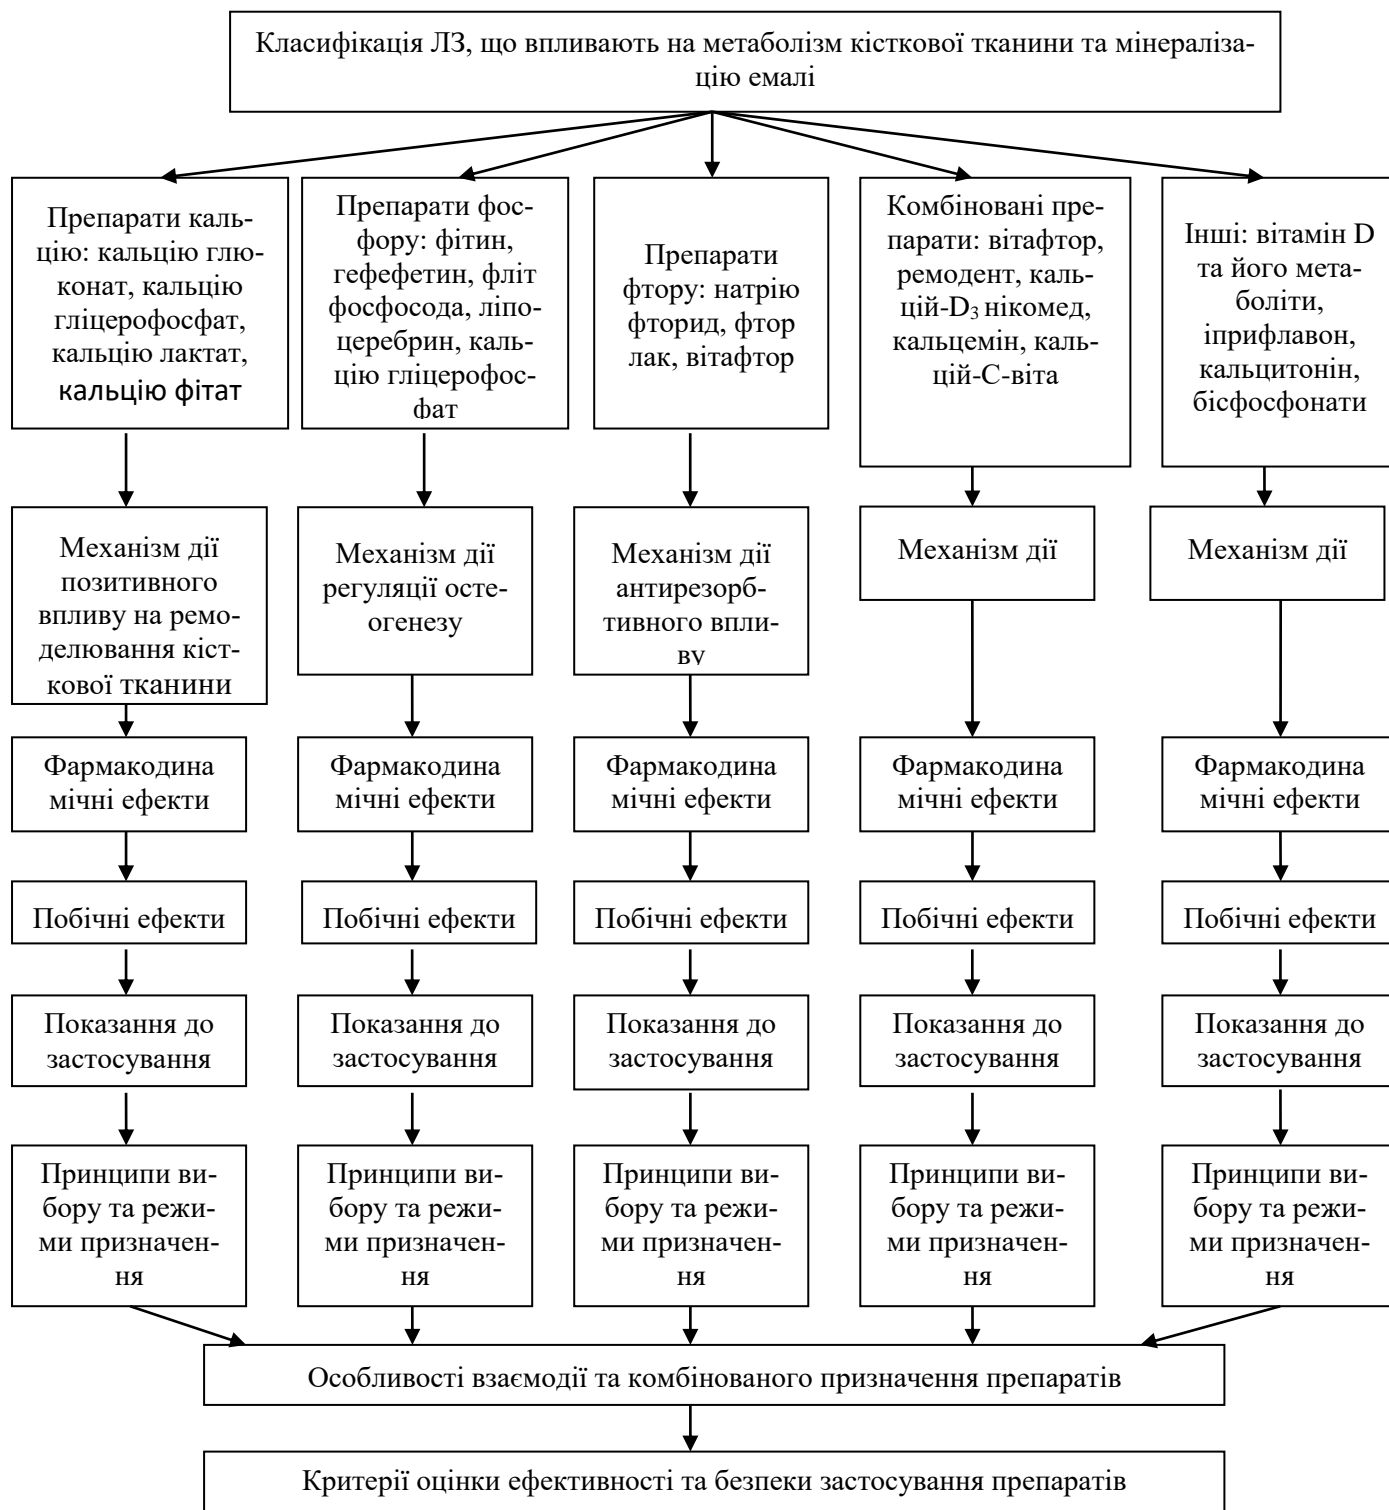 Класифікація ЛЗ, що впливають на метаболізм кісткової тканини та мінераліза-
цію емалі
Препарати каль-
цію: кальцію глю-
конат, кальцію
гліцерофосфат,
кальцію лактат,
кальцію фітат
Препарати фос-
фору: фітин,
гефефетин, фліт
фосфосода, ліпо-
церебрин, каль-
цію гліцерофос-
фат
Препарати
фтору: натрію
фторид, фтор
лак, вітафтор
Комбіновані пре-
парати: вітафтор,
ремодент, каль-
цій-D₃ нікомед,
кальцемін, каль-
цій-С-віта
Інші: вітамін D
та його мета-
боліти,
іприфлавон,
кальцитонін,
бісфосфонати
Механізм дії
позитивного
впливу на ремо-
делювання кіст-
кової тканини
Механізм дії
регуляції осте-
огенезу
Механізм дії
антирезорб-
тивного впли-
ву
Механізм дії
Механізм дії
Фармакодина
мічні ефекти
Фармакодина
мічні ефекти
Фармакодина
мічні ефекти
Фармакодина
мічні ефекти
Фармакодина
мічні ефекти
Побічні ефекти
Побічні ефекти
Побічні ефекти
Побічні ефекти
Побічні ефекти
Показання до
застосування
Показання до
застосування
Показання до
застосування
Показання до
застосування
Показання до
застосування
Принципи ви-
бору та режи-
ми призначен-
ня
Принципи ви-
бору та режи-
ми призначен-
ня
Принципи ви-
бору та режи-
ми призначен-
ня
Принципи ви-
бору та режи-
ми призначен-
ня
Принципи ви-
бору та режи-
ми призначен-
ня
Особливості взаємодії та комбінованого призначення препаратів
Критерії оцінки ефективності та безпеки застосування препаратів